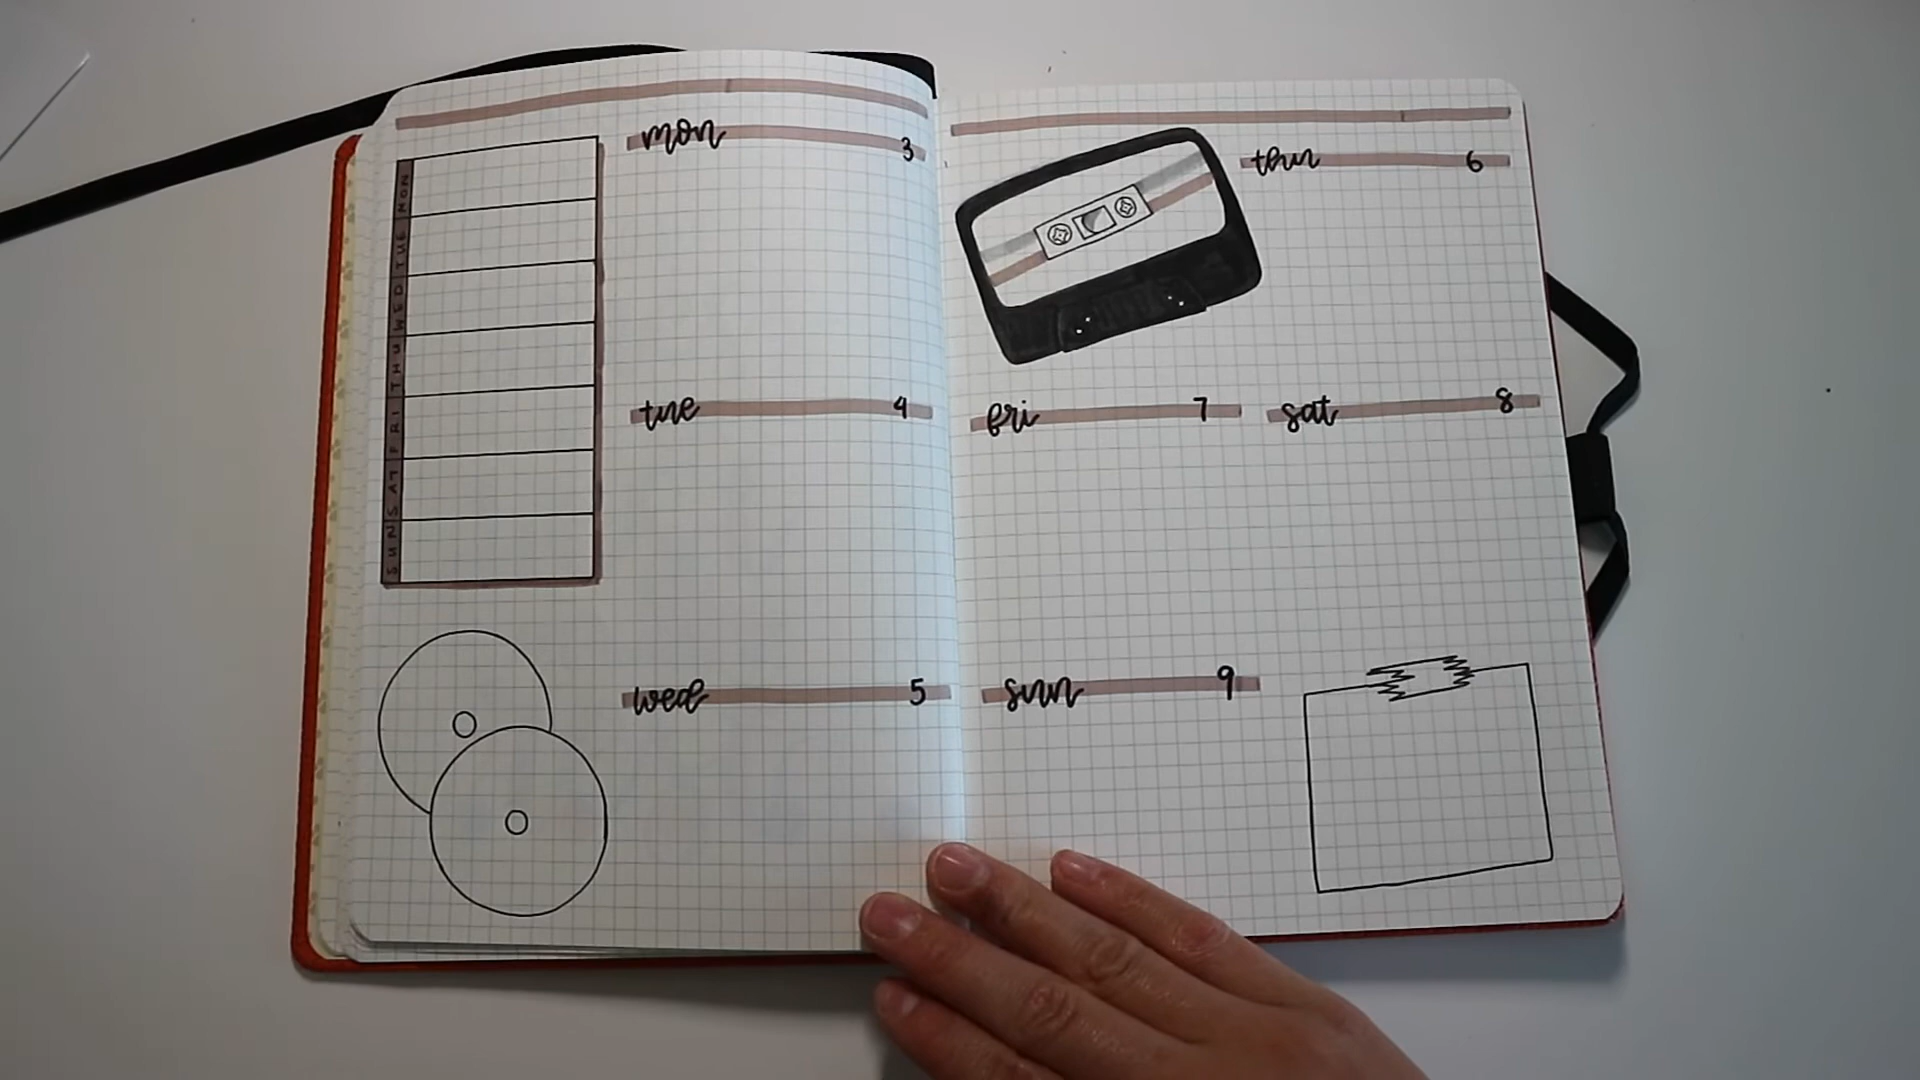 MON
TUE
WED
THU
FRI
SAT
SUN
mon 3
tue 4
wed 5
thu 6
fri 7
sat 8
sun 9